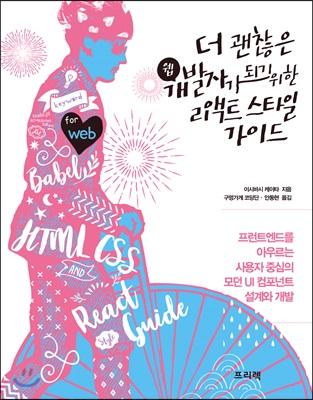 더 괜찮은
웹 개발자가 되기 위한
리액트 스타일
가이드
이시바시 케이타 지음
구멍가게 코딩단 · 안동현 옮김
keyword
for
web
Babel
HTML CSS
AND
React
Style
Guide
프런트엔드를
아우르는
사용자 중심의
모던 UI 컴포넌트
설계와 개발
프리렉